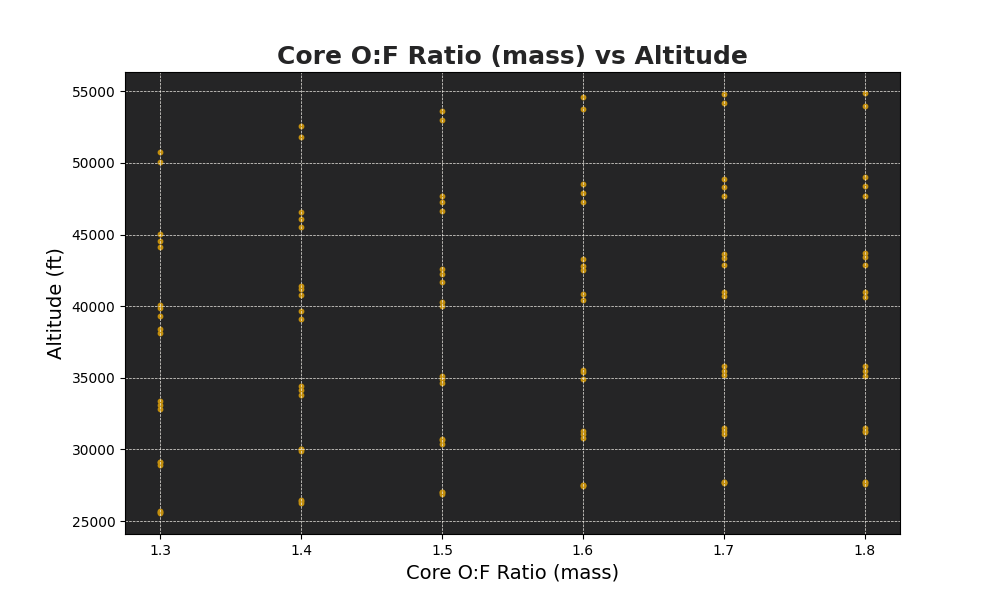 Core O:F Ratio (mass) vs Altitude
Altitude (ft)
55000
50000
45000
40000
35000
30000
25000
1.3 1.4 1.5 1.6 1.7 1.8
Core O:F Ratio (mass)